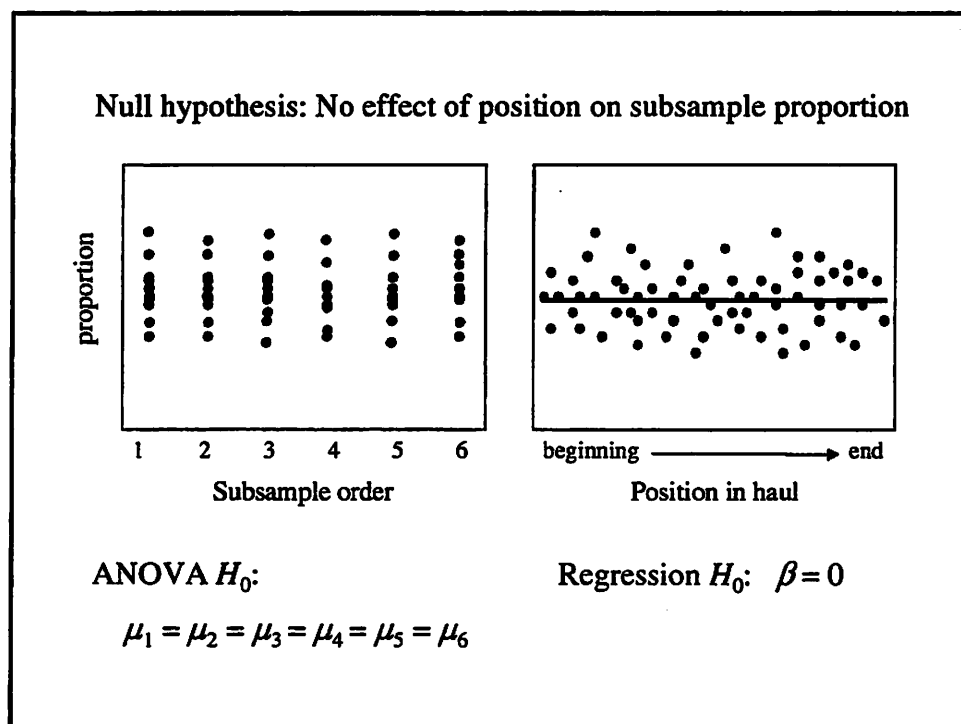 Null hypothesis: No effect of position on subsample proportion
proportion
1 2 3 4 5 6
Subsample order
beginning end
Position in haul
ANOVA H₀:
μ₁ = μ₂ = μ₃ = μ₄ = μ₅ = μ₆
Regression H₀: β = 0